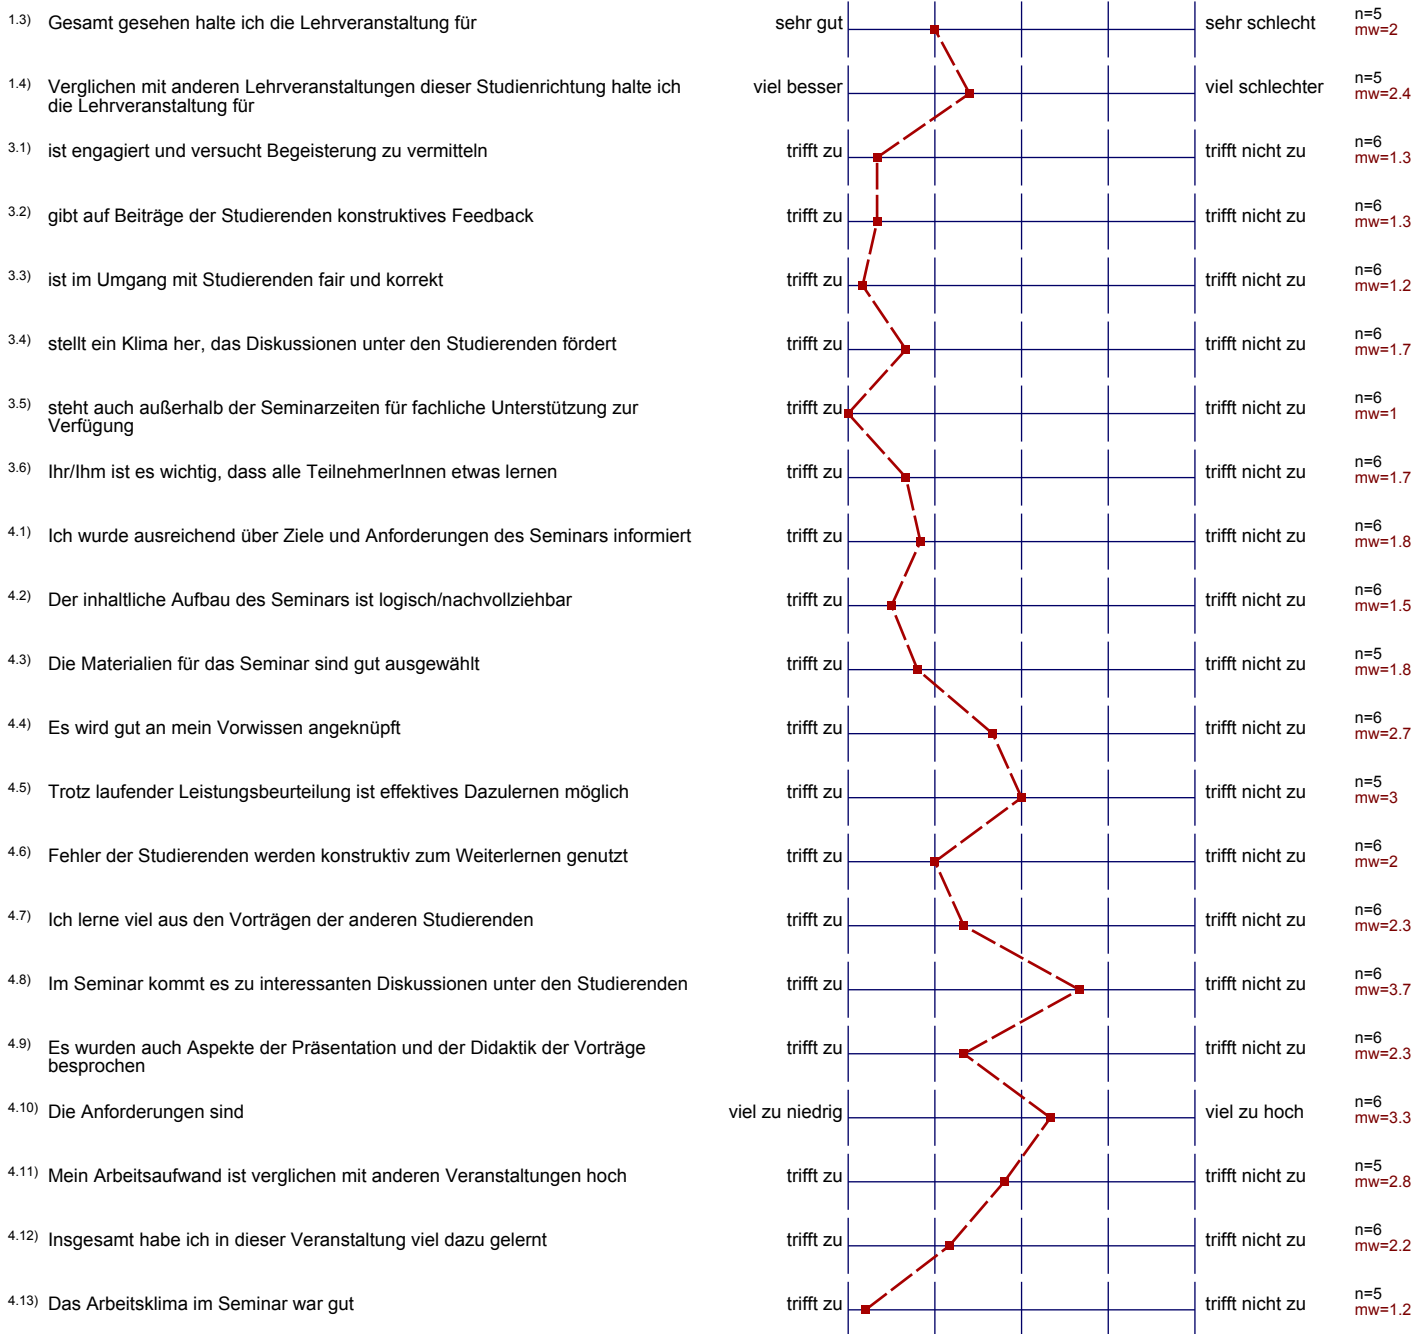 1.3) Gesamt gesehen halte ich die Lehrveranstaltung für sehr gut sehr schlecht n=5
mw=2
1.4) Verglichen mit anderen Lehrveranstaltungen dieser Studienrichtung halte ich viel besser viel schlechter n=5
die Lehrveranstaltung für mw=2.4
3.1) ist engagiert und versucht Begeisterung zu vermitteln trifft zu trifft nicht zu n=6
mw=1.3
3.2) gibt auf Beiträge der Studierenden konstruktives Feedback trifft zu trifft nicht zu n=6
mw=1.3
3.3) ist im Umgang mit Studierenden fair und korrekt trifft zu trifft nicht zu n=6
mw=1.2
3.4) stellt ein Klima her, das Diskussionen unter den Studierenden fördert trifft zu trifft nicht zu n=6
mw=1.7
3.5) steht auch außerhalb der Seminarzeiten für fachliche Unterstützung zur trifft zu trifft nicht zu n=6
Verfügung mw=1
3.6) Ihr/Ihm ist es wichtig, dass alle TeilnehmerInnen etwas lernen trifft zu trifft nicht zu n=6
mw=1.7
4.1) Ich wurde ausreichend über Ziele und Anforderungen des Seminars informiert trifft zu trifft nicht zu n=6
mw=1.8
4.2) Der inhaltliche Aufbau des Seminars ist logisch/nachvollziehbar trifft zu trifft nicht zu n=6
mw=1.5
4.3) Die Materialien für das Seminar sind gut ausgewählt trifft zu trifft nicht zu n=5
mw=1.8
4.4) Es wird gut an mein Vorwissen angeknüpft trifft zu trifft nicht zu n=6
mw=2.7
4.5) Trotz laufender Leistungsbeurteilung ist effektives Dazulernen möglich trifft zu trifft nicht zu n=5
mw=3
4.6) Fehler der Studierenden werden konstruktiv zum Weiterlernen genutzt trifft zu trifft nicht zu n=6
mw=2
4.7) Ich lerne viel aus den Vorträgen der anderen Studierenden trifft zu trifft nicht zu n=6
mw=2.3
4.8) Im Seminar kommt es zu interessanten Diskussionen unter den Studierenden trifft zu trifft nicht zu n=6
mw=3.7
4.9) Es wurden auch Aspekte der Präsentation und der Didaktik der Vorträge trifft zu trifft nicht zu n=6
besprochen mw=2.3
4.10) Die Anforderungen sind viel zu niedrig viel zu hoch n=6
mw=3.3
4.11) Mein Arbeitsaufwand ist verglichen mit anderen Veranstaltungen hoch trifft zu trifft nicht zu n=5
mw=2.8
4.12) Insgesamt habe ich in dieser Veranstaltung viel dazu gelernt trifft zu trifft nicht zu n=6
mw=2.2
4.13) Das Arbeitsklima im Seminar war gut trifft zu trifft nicht zu n=5
mw=1.2